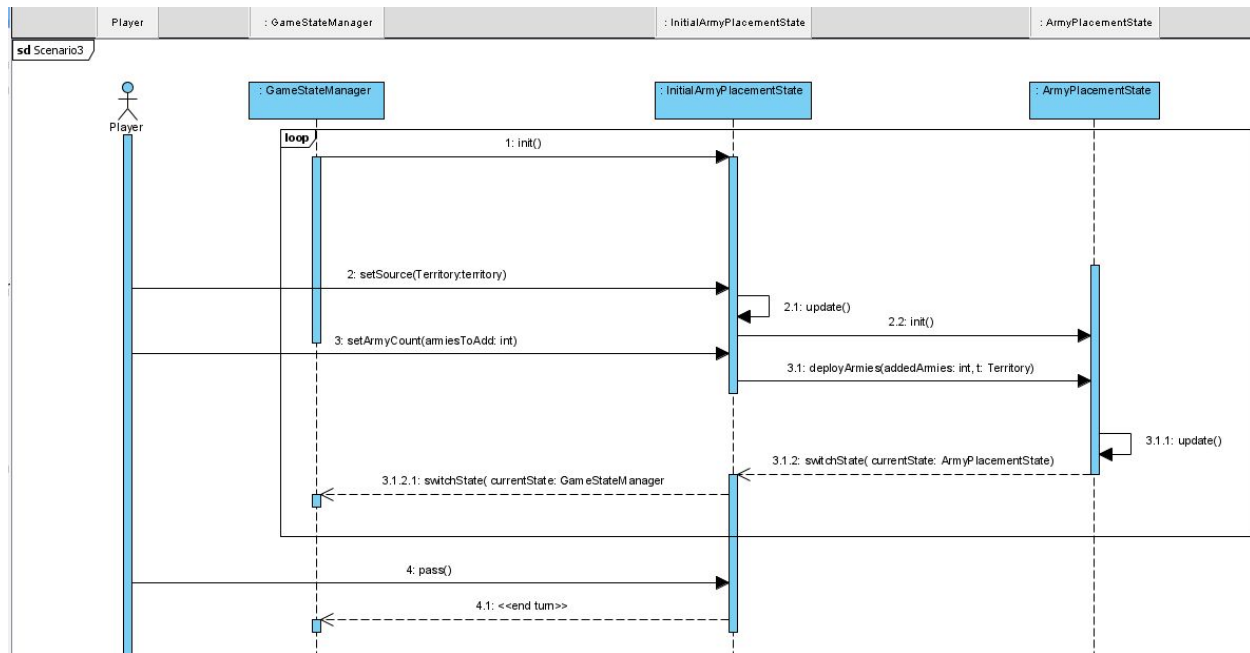 Player
: GameStateManager
: InitialArmyPlacementState
: ArmyPlacementState
sd Scenario3
: GameStateManager
: InitialArmyPlacementState
: ArmyPlacementState
Player
loop
1: init()
2: setSource(Territory:territory)
2.1: update()
2.2: init()
3: setArmyCount(armiesToAdd: int)
3.1: deployArmies(addedArmies: int, t: Territory)
3.1.1: update()
3.1.2: switchState( currentState: ArmyPlacementState)
3.1.2.1: switchState( currentState: GameStateManager
4: pass()
4.1: <<end turn>>